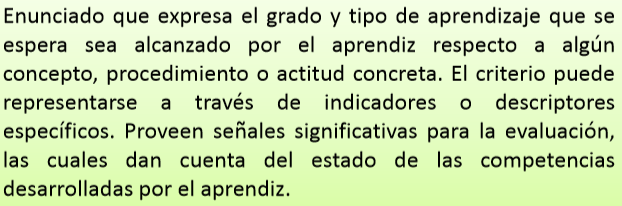 Enunciado que expresa el grado y tipo de aprendizaje que se
espera sea alcanzado por el aprendiz respecto a algún
concepto, procedimiento o actitud concreta. El criterio puede
representarse a través de indicadores o descriptores
específicos. Proveen señales significativas para la evaluación,
las cuales dan cuenta del estado de las competencias
desarrolladas por el aprendiz.